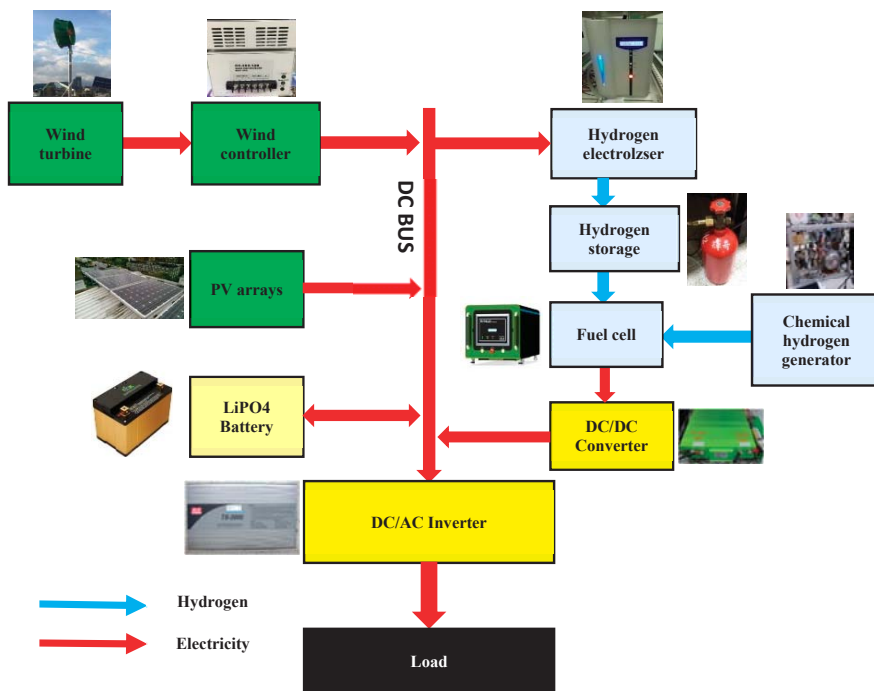 Wind
turbine
Wind
controller
Hydrogen
electrolzser
DC BUS
Hydrogen
storage
PV arrays
Fuel cell
Chemical
hydrogen
generator
LiPO4
Battery
DC/DC
Converter
DC/AC Inverter
Hydrogen
Electricity
Load